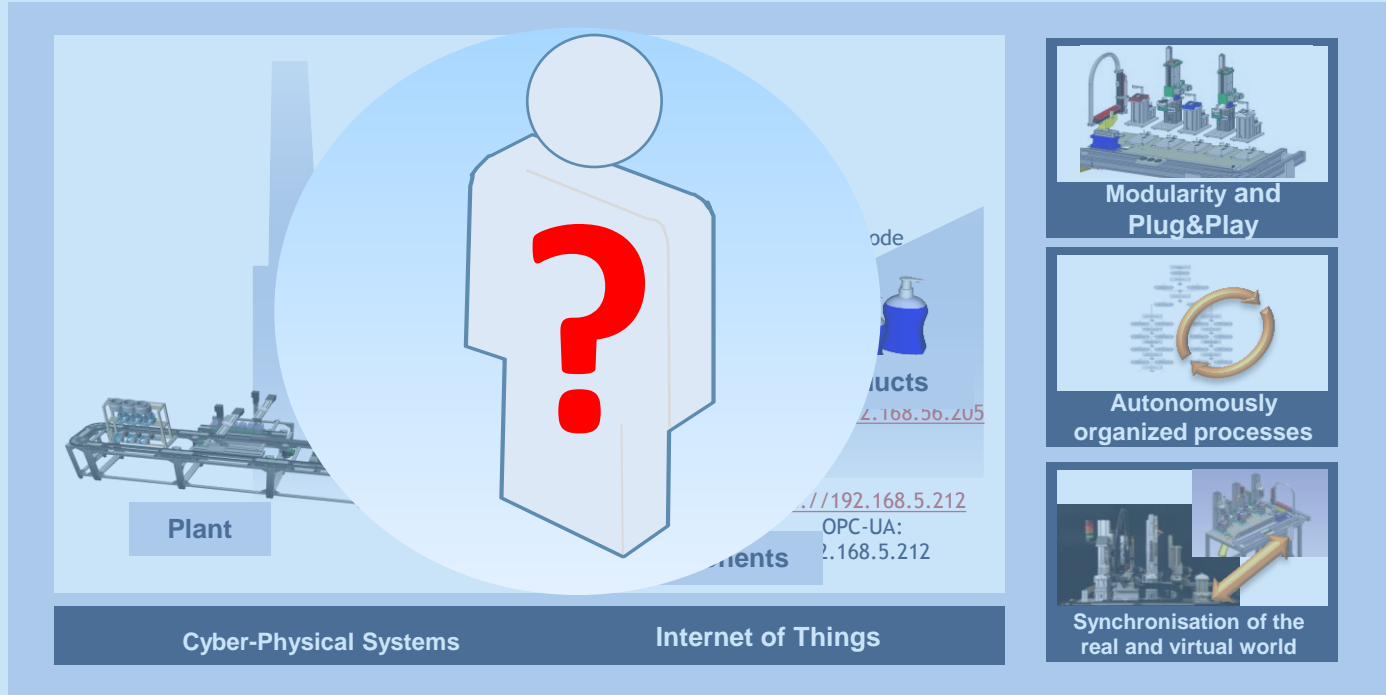 ?
ode
ucts
2.168.56.205
://192.168.5.212
OPC-UA:
2.168.5.212
Plant
nents
Cyber-Physical Systems
Internet of Things
Modularity and
Plug&Play
Autonomously
organized processes
Synchronisation of the
real and virtual world